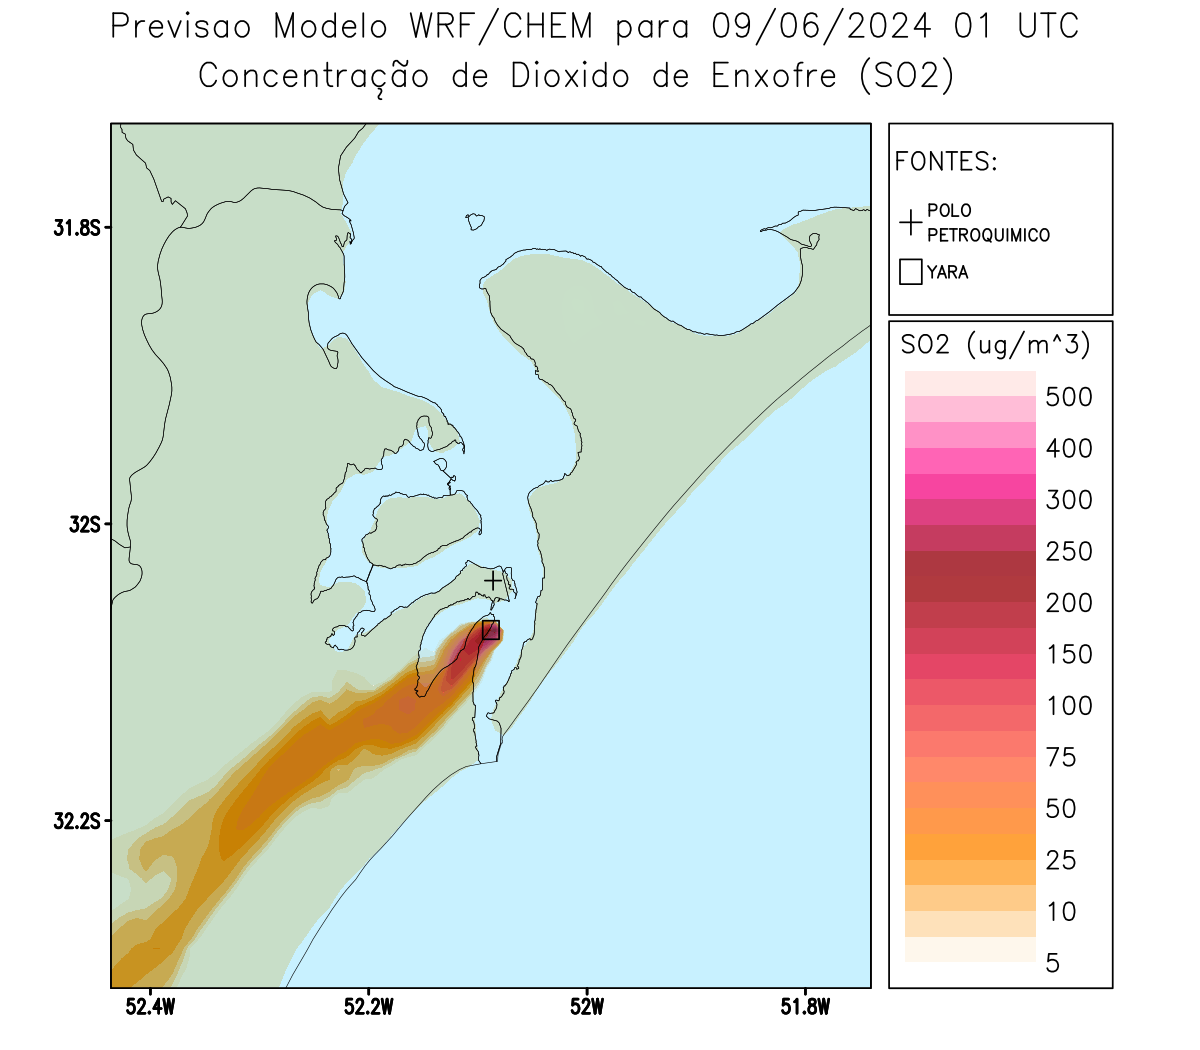 Previsao Modelo WRF/CHEM para 09/06/2024 01 UTC
Concentração de Dioxido de Enxofre (SO2)
FONTES:
POLO
PETROQUIMICO
YARA
SO2 (ug/m^3)
500
400
300
250
200
150
100
75
50
25
10
5
31.8S
32S
32.2S
52.4W
52.2W
52W
51.8W